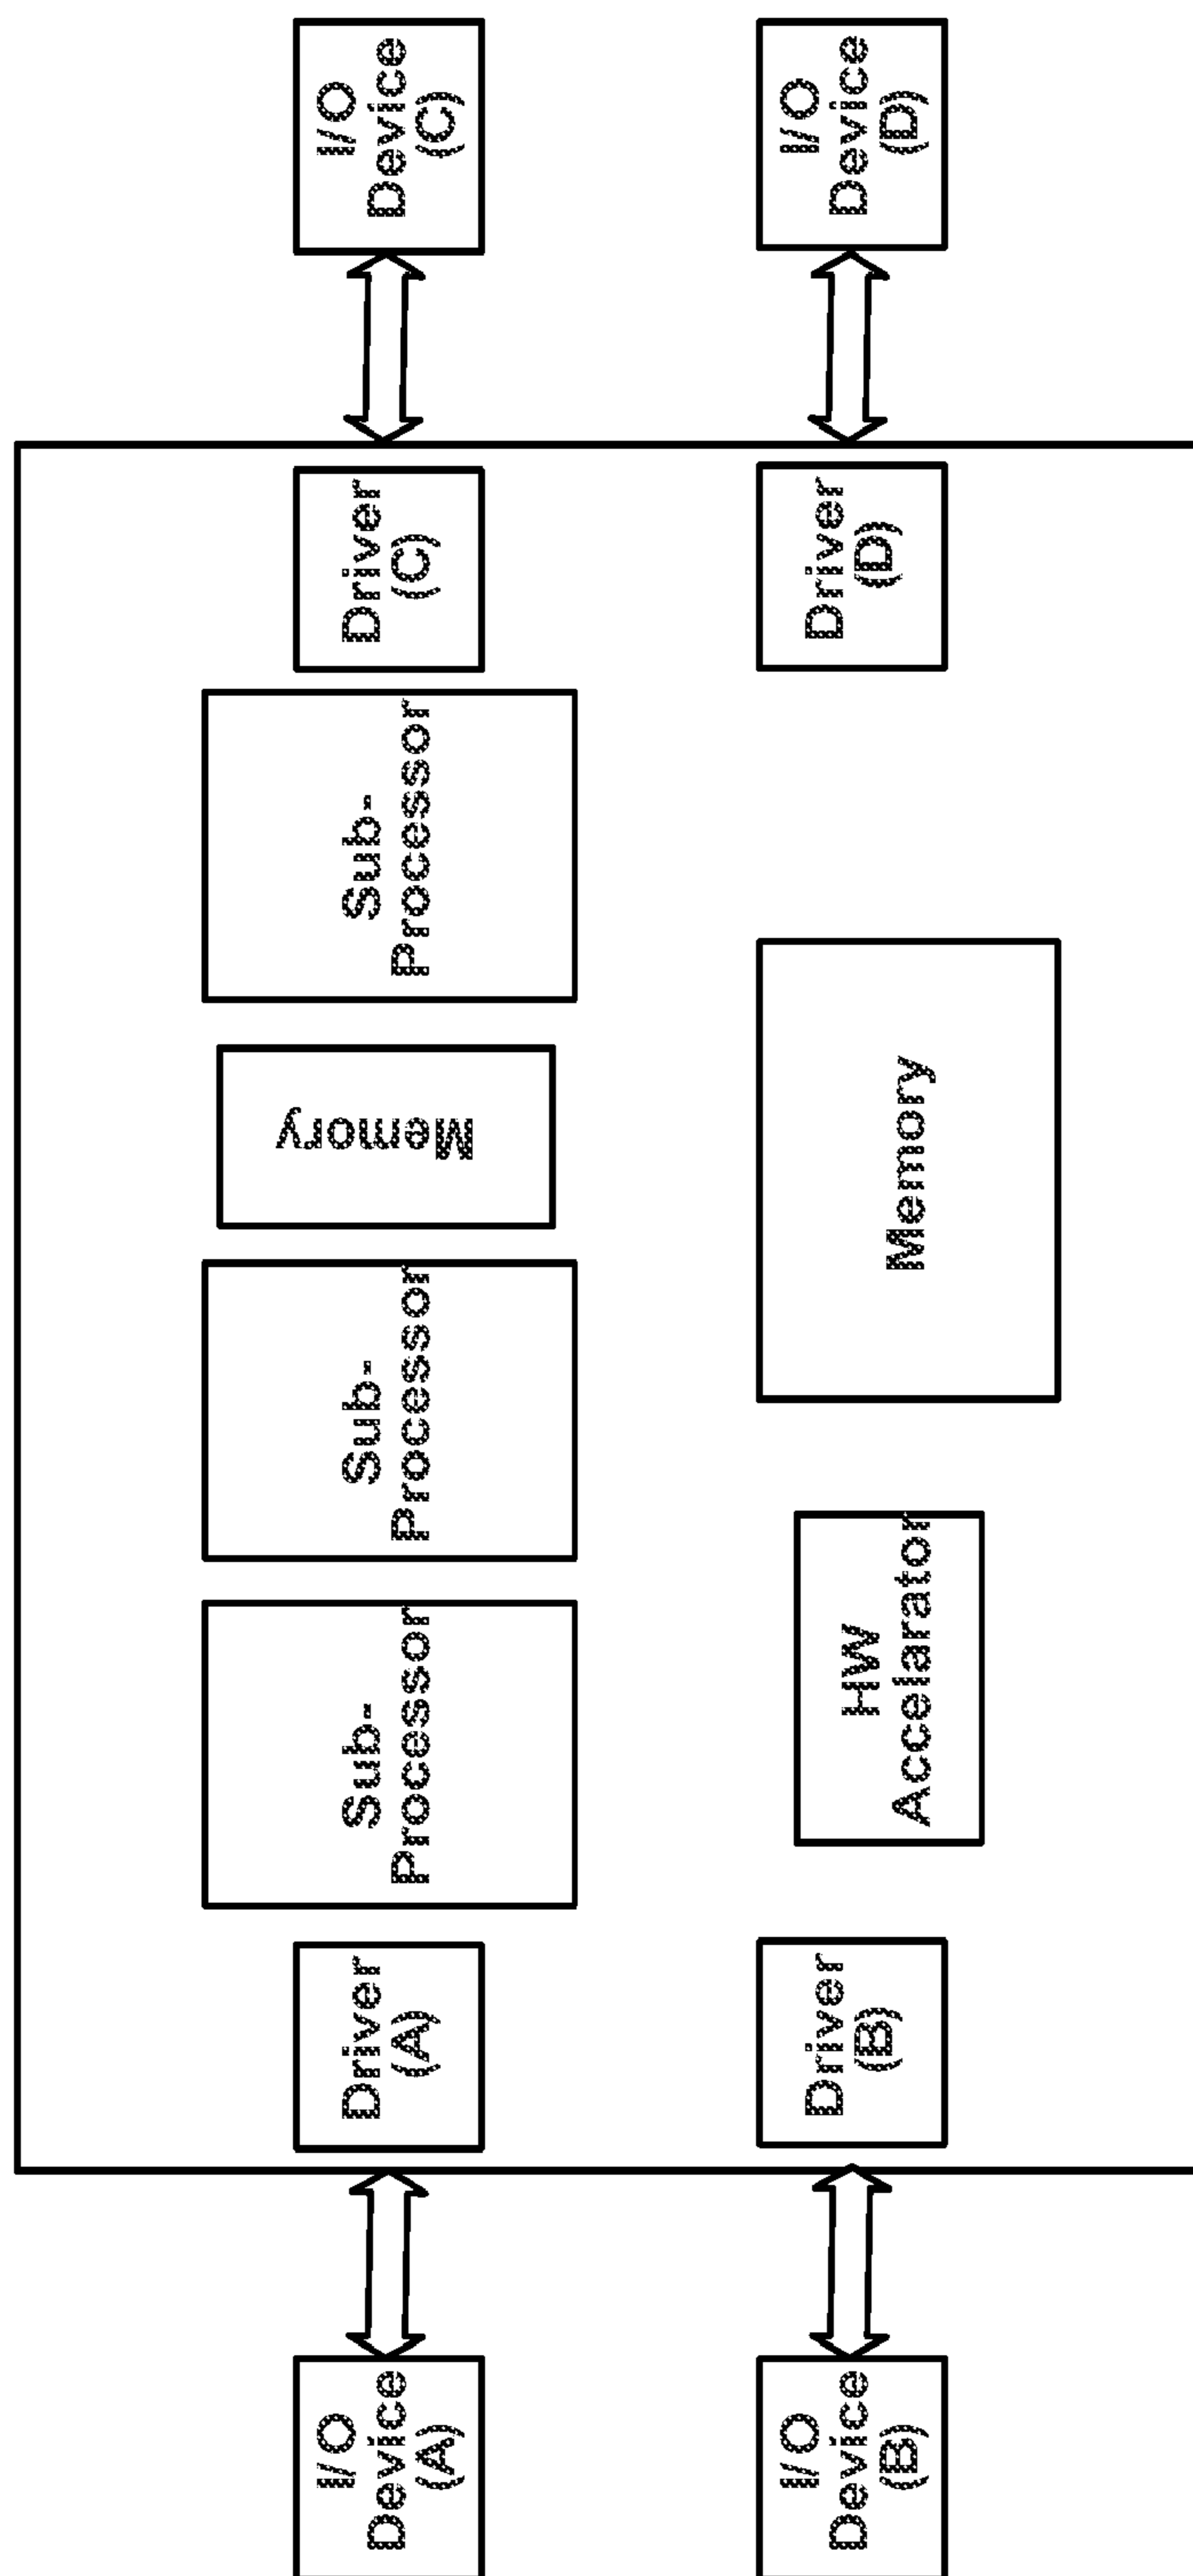 I/O
Device
(A)
Driver
(A)
Sub-
Processor
Sub-
Processor
Memory
Sub-
Processor
Driver
(C)
I/O
Device
(C)
I/O
Device
(B)
Driver
(B)
HW
Accelarator
Memory
Driver
(D)
I/O
Device
(D)